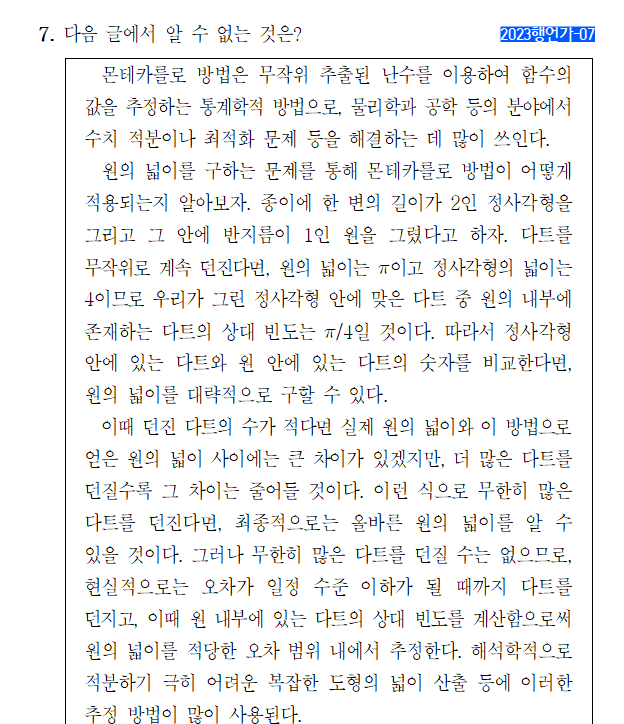 7. 다음 글에서 알 수 없는 것은?
2023행언가-07
몬테카를로 방법은 무작위 추출된 난수를 이용하여 함수의
값을 추정하는 통계학적 방법으로, 물리학과 공학 등의 분야에서
수치 적분이나 최적화 문제 등을 해결하는 데 많이 쓰인다.
원의 넓이를 구하는 문제를 통해 몬테카를로 방법이 어떻게
적용되는지 알아보자. 종이에 한 변의 길이가 2인 정사각형을
그리고 그 안에 반지름이 1인 원을 그렸다고 하자. 다트를
무작위로 계속 던진다면, 원의 넓이는 π이고 정사각형의 넓이는
4이므로 우리가 그린 정사각형 안에 맞은 다트 중 원의 내부에
존재하는 다트의 상대 빈도는 π/4일 것이다. 따라서 정사각형
안에 있는 다트와 원 안에 있는 다트의 숫자를 비교한다면,
원의 넓이를 대략적으로 구할 수 있다.
이때 던진 다트의 수가 적다면 실제 원의 넓이와 이 방법으로
얻은 원의 넓이 사이에는 큰 차이가 있겠지만, 더 많은 다트를
던질수록 그 차이는 줄어들 것이다. 이런 식으로 무한히 많은
다트를 던진다면, 최종적으로는 올바른 원의 넓이를 알 수
있을 것이다. 그러나 무한히 많은 다트를 던질 수는 없으므로,
현실적으로는 오차가 일정 수준 이하가 될 때까지 다트를
던지고, 이때 원 내부에 있는 다트의 상대 빈도를 계산함으로써
원의 넓이를 적당한 오차 범위 내에서 추정한다. 해석학적으로
적분하기 극히 어려운 복잡한 도형의 넓이 산출 등에 이러한
추정 방법이 많이 사용된다.